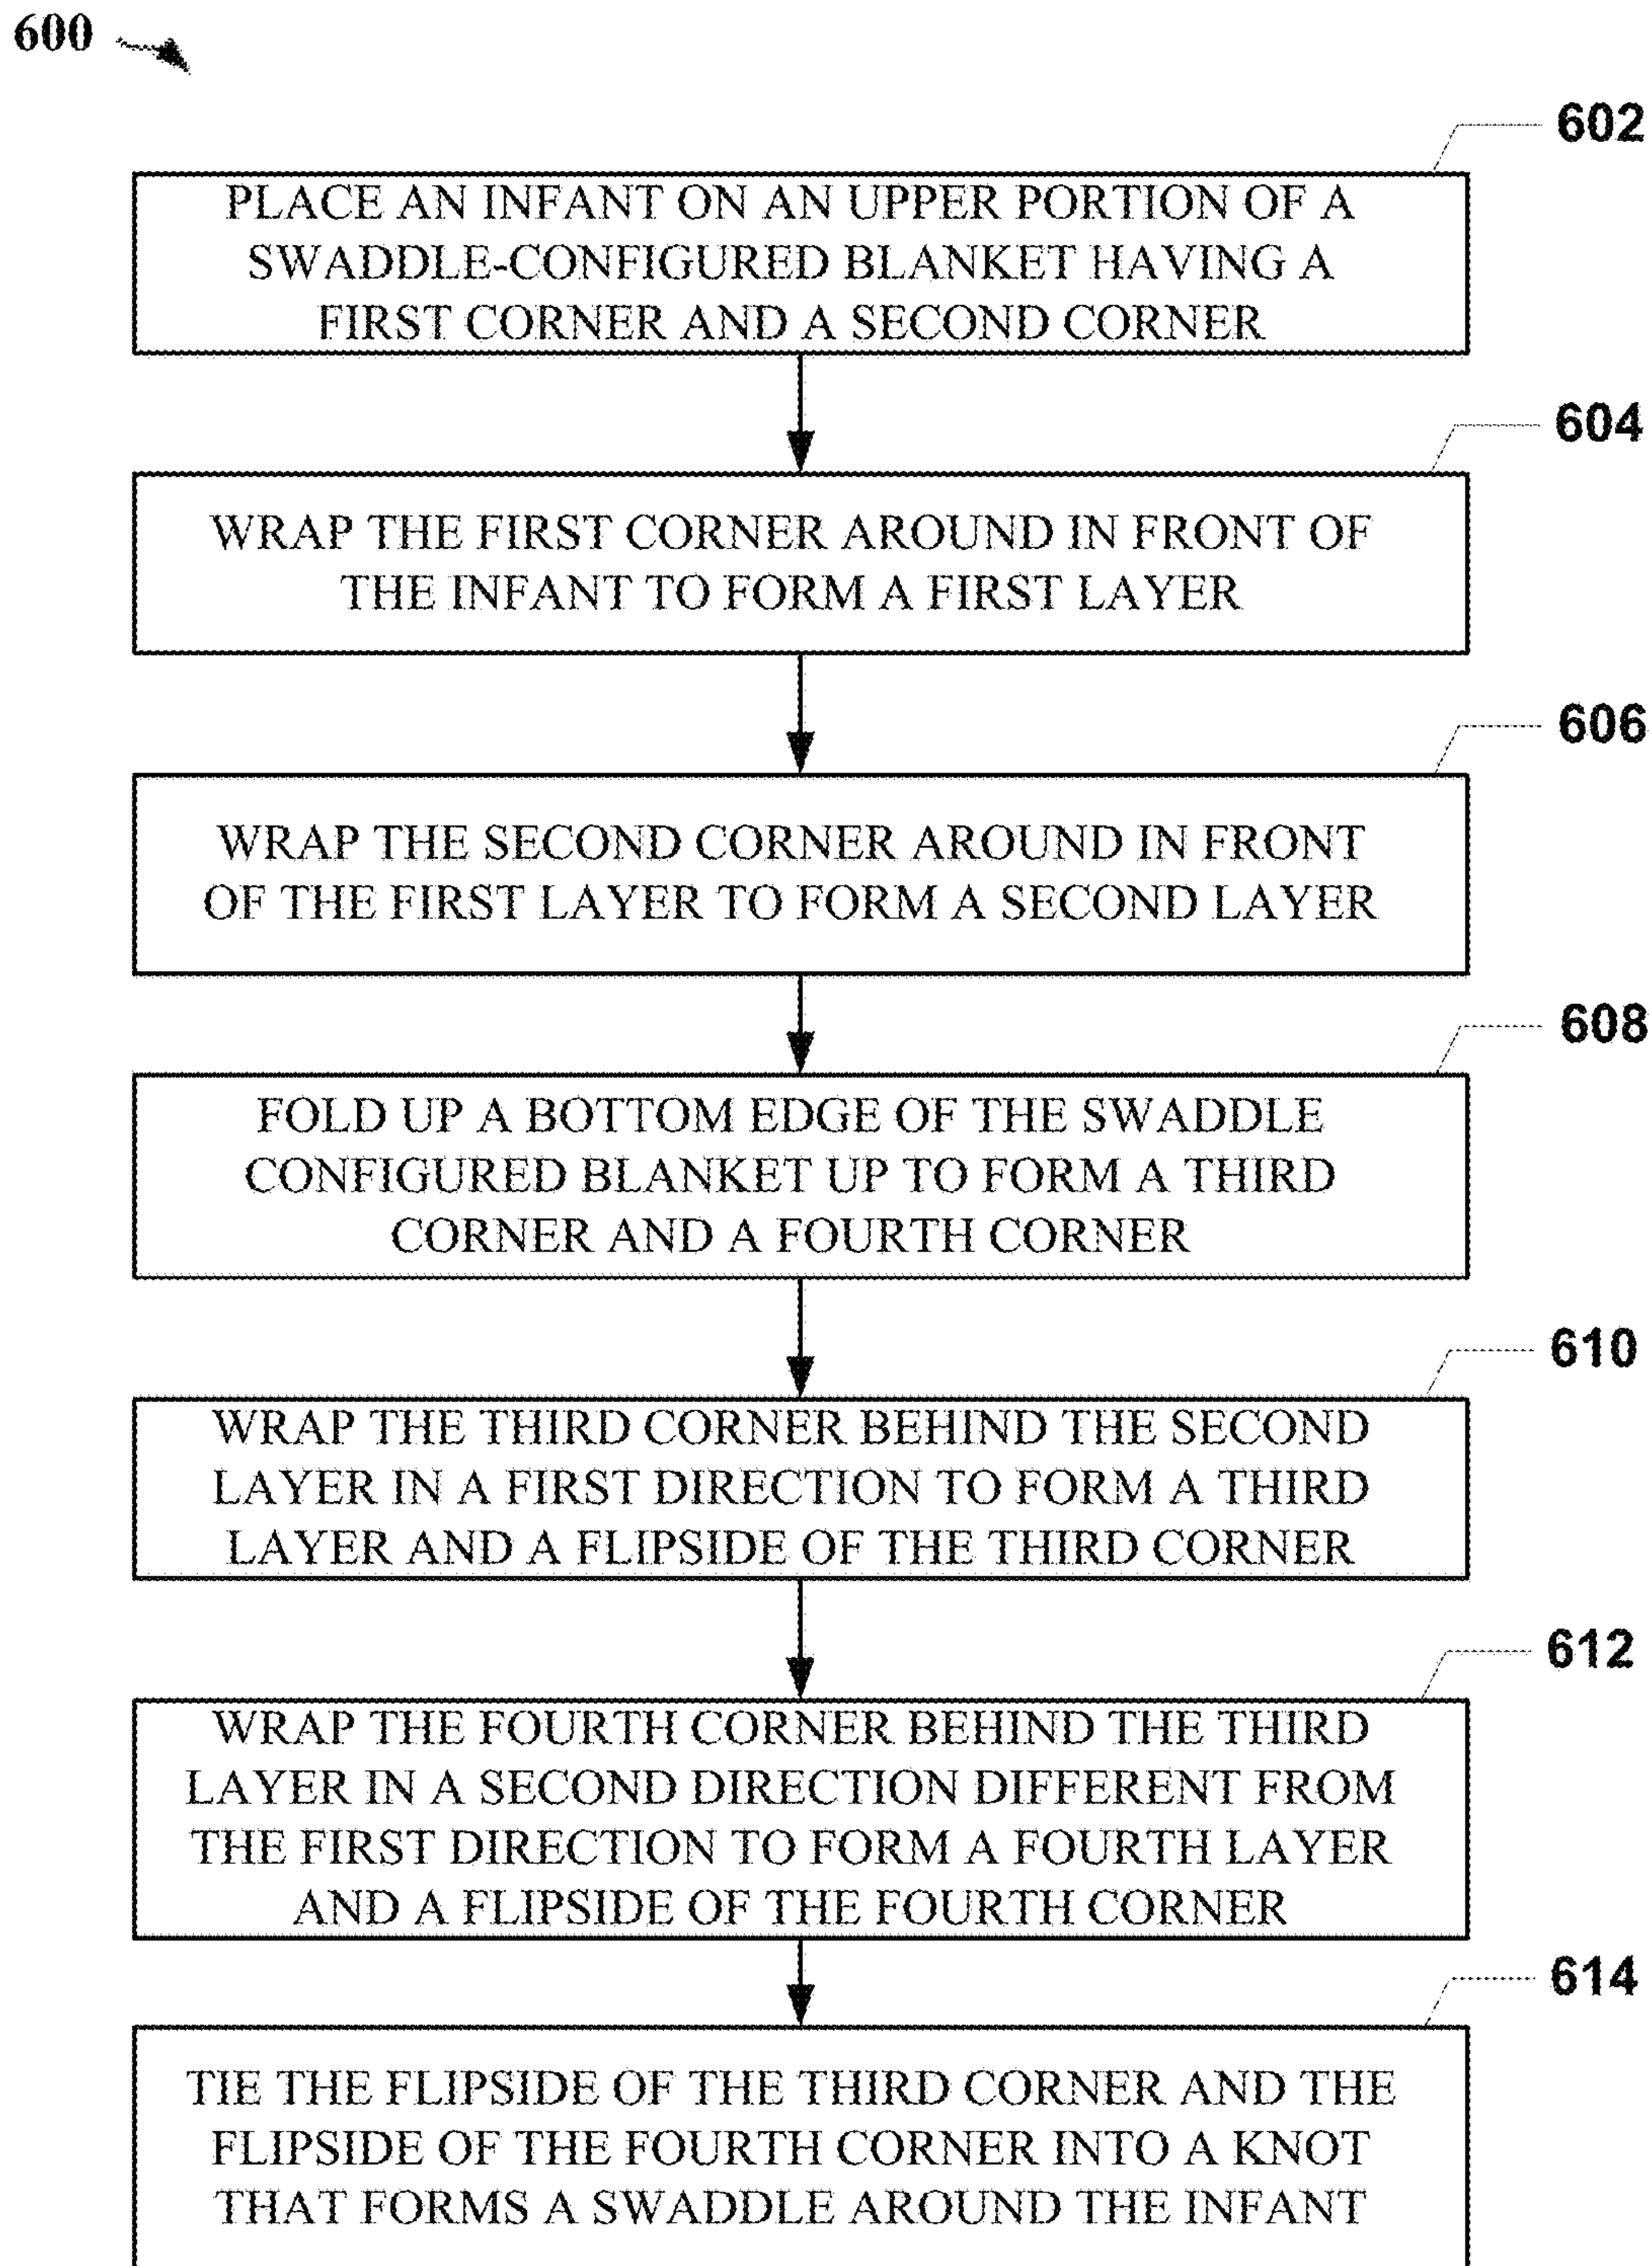 600
602
PLACE AN INFANT ON AN UPPER PORTION OF A
SWADDLE-CONFIGURED BLANKET HAVING A
FIRST CORNER AND A SECOND CORNER
604
WRAP THE FIRST CORNER AROUND IN FRONT OF
THE INFANT TO FORM A FIRST LAYER
606
WRAP THE SECOND CORNER AROUND IN FRONT
OF THE FIRST LAYER TO FORM A SECOND LAYER
608
FOLD UP A BOTTOM EDGE OF THE SWADDLE
CONFIGURED BLANKET UP TO FORM A THIRD
CORNER AND A FOURTH CORNER
610
WRAP THE THIRD CORNER BEHIND THE SECOND
LAYER IN A FIRST DIRECTION TO FORM A THIRD
LAYER AND A FLIPSIDE OF THE THIRD CORNER
612
WRAP THE FOURTH CORNER BEHIND THE THIRD
LAYER IN A SECOND DIRECTION DIFFERENT FROM
THE FIRST DIRECTION TO FORM A FOURTH LAYER
AND A FLIPSIDE OF THE FOURTH CORNER
614
TIE THE FLIPSIDE OF THE THIRD CORNER AND THE
FLIPSIDE OF THE FOURTH CORNER INTO A KNOT
THAT FORMS A SWADDLE AROUND THE INFANT